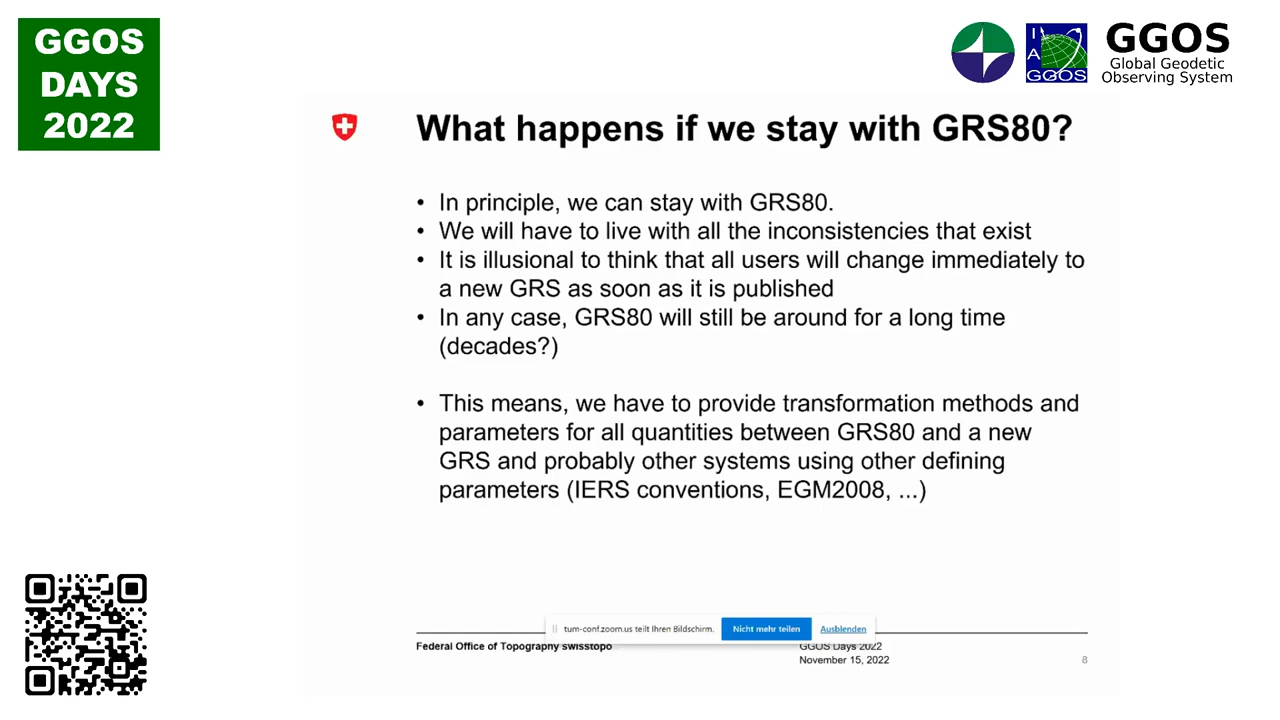 GGOS
DAYS
2022
I
A
G
GGOS
GGOS
Global Geodetic
Observing System
What happens if we stay with GRS80?
• In principle, we can stay with GRS80.
• We will have to live with all the inconsistencies that exist
• It is illusional to think that all users will change immediately to
a new GRS as soon as it is published
• In any case, GRS80 will still be around for a long time
(decades?)
• This means, we have to provide transformation methods and
parameters for all quantities between GRS80 and a new
GRS and probably other systems using other defining
parameters (IERS conventions, EGM2008, ...)
tum-conf.zoom.us teilt Ihren Bildschirm. Nicht mehr teilen Ausblenden
Federal Office of Topography swisstopo
GGOS Days 2022
November 15, 2022
8